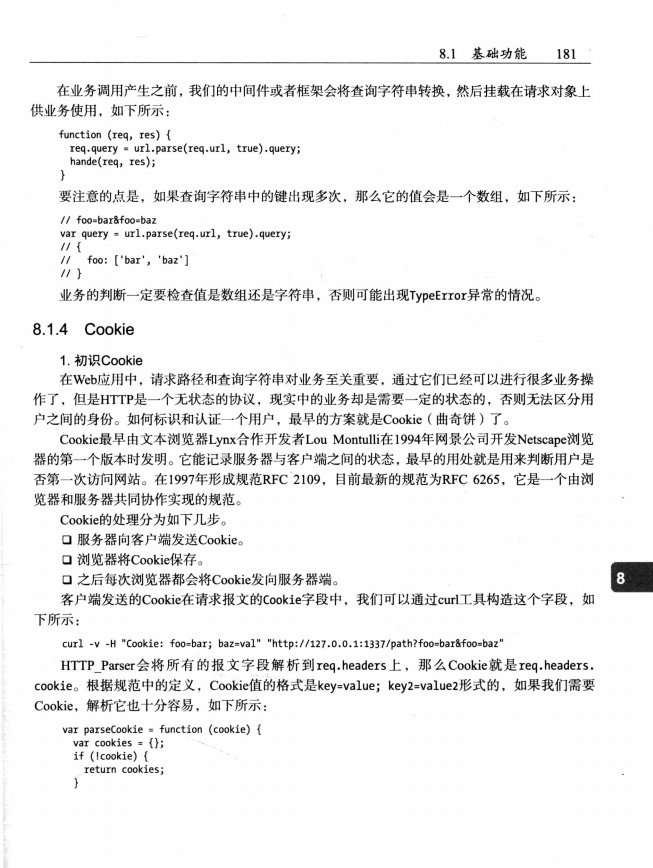 8.1 基础功能 181
在业务调用产生之前，我们的中间件或者框架会将查询字符串转换，然后挂载在请求对象上
供业务使用，如下所示：
function (req, res) {
req.query = url.parse(req.url, true).query;
hande(req, res);
}
要注意的点是，如果查询字符串中的键出现多次，那么它的值会是一个数组，如下所示：
// foo=bar&foo=baz
var query = url.parse(req.url, true).query;
// {
// foo: ['bar', 'baz']
// }
业务的判断一定要检查值是数组还是字符串，否则可能出现TypeError异常的情况。
8.1.4 Cookie
1. 初识Cookie
在Web应用中，请求路径和查询字符串对业务至关重要，通过它们已经可以进行很多业务操
作了，但是HTTP是一个无状态的协议，现实中的业务却是需要一定的状态的，否则无法区分用
户之间的身份。如何标识和认证一个用户，最早的方案就是Cookie（曲奇饼）了。
Cookie最早由文本浏览器Lynx合作开发者Lou Montulli在1994年网景公司开发Netscape浏览
器的第一个版本时发明。它能记录服务器与客户端之间的状态，最早的用处就是用来判断用户是
否第一次访问网站。在1997年形成规范RFC 2109，目前最新的规范为RFC 6265，它是一个由浏
览器和服务器共同协作实现的规范。
Cookie的处理分为如下几步。
❑ 服务器向客户端发送Cookie。
❑ 浏览器将Cookie保存。
❑ 之后每次浏览器都会将Cookie发向服务器端。
8
客户端发送的Cookie在请求报文的Cookie字段中，我们可以通过curl工具构造这个字段，如
下所示：
curl -v -H "Cookie: foo=bar; baz=val" "http://127.0.0.1:1337/path?foo=bar&foo=baz"
HTTP_Parser会将所有的报文字段解析到req.headers上，那么Cookie就是req.headers.
cookie。根据规范中的定义，Cookie值的格式是key=value; key2=value2形式的，如果我们需要
Cookie，解析它也十分容易，如下所示：
var parseCookie = function (cookie) {
var cookies = {};
if (!cookie) {
return cookies;
}